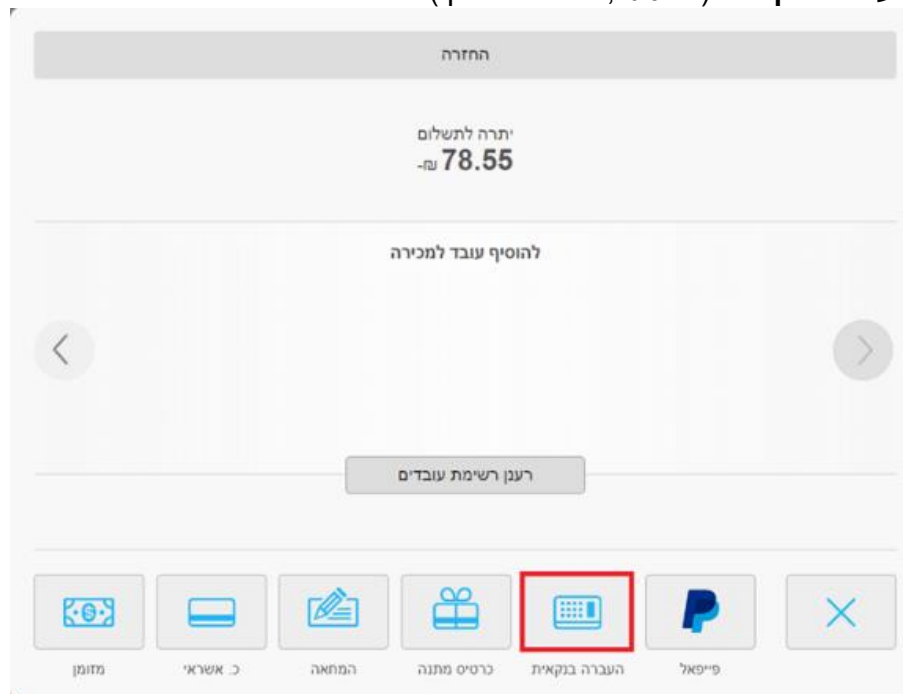 החזרה
יתרה לתשלום
78.55 ₪-
להוסיף עובד למכירה
רענן רשימת עובדים
פייפאל
העברה בנקאית
כרטיס מתנה
המחאה
כ. אשראי
מזומן